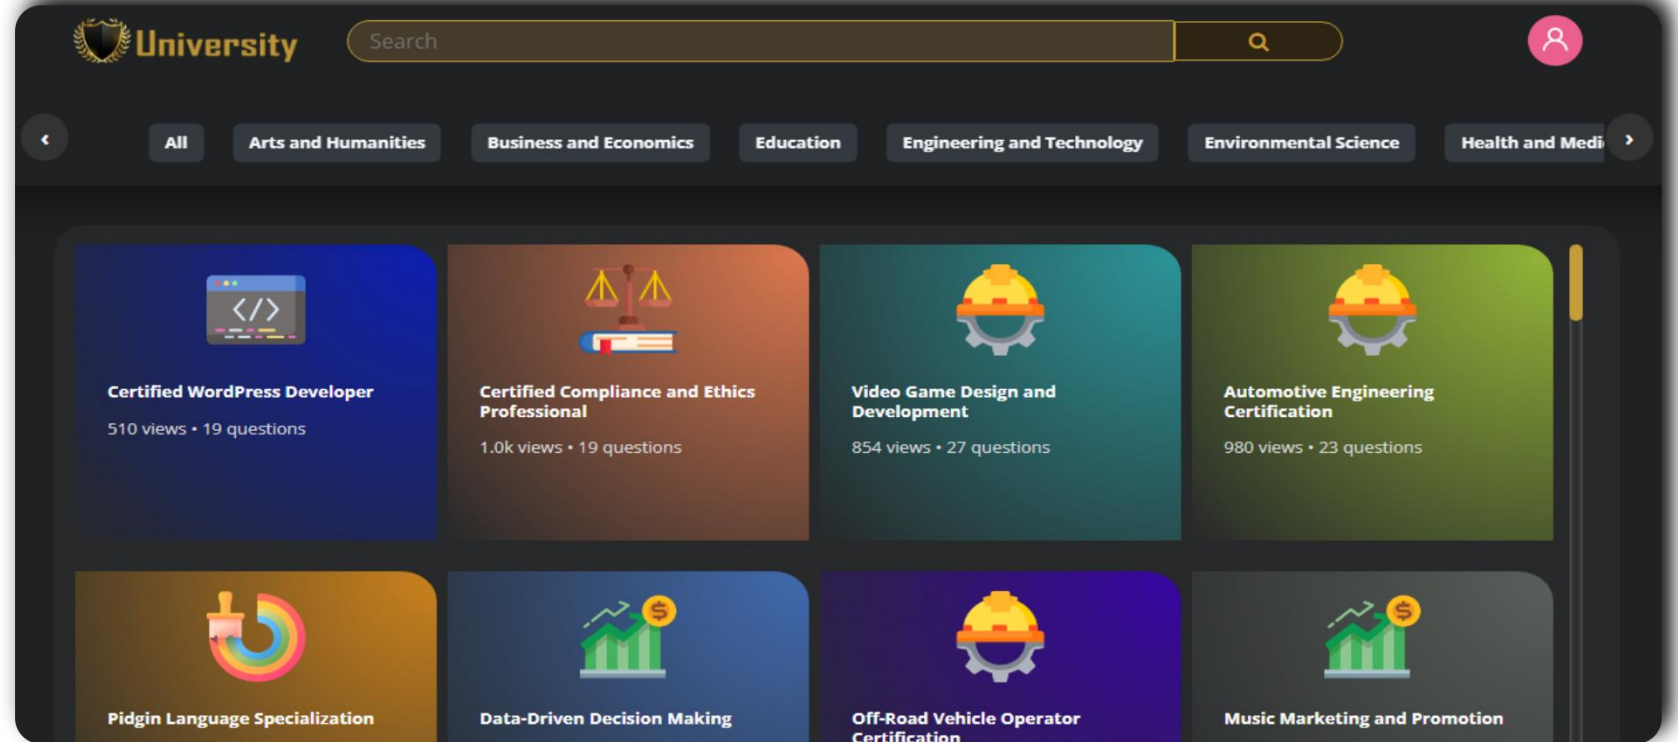 University
Search
All
Arts and Humanities
Business and Economics
Education
Engineering and Technology
Environmental Science
Health and Medi
</>
Certified WordPress Developer
510 views • 19 questions
Certified Compliance and Ethics
Professional
1.0k views • 19 questions
Video Game Design and
Development
854 views • 27 questions
Automotive Engineering
Certification
980 views • 23 questions
Pidgin Language Specialization
$
Data-Driven Decision Making
Off-Road Vehicle Operator
Certification
$
Music Marketing and Promotion